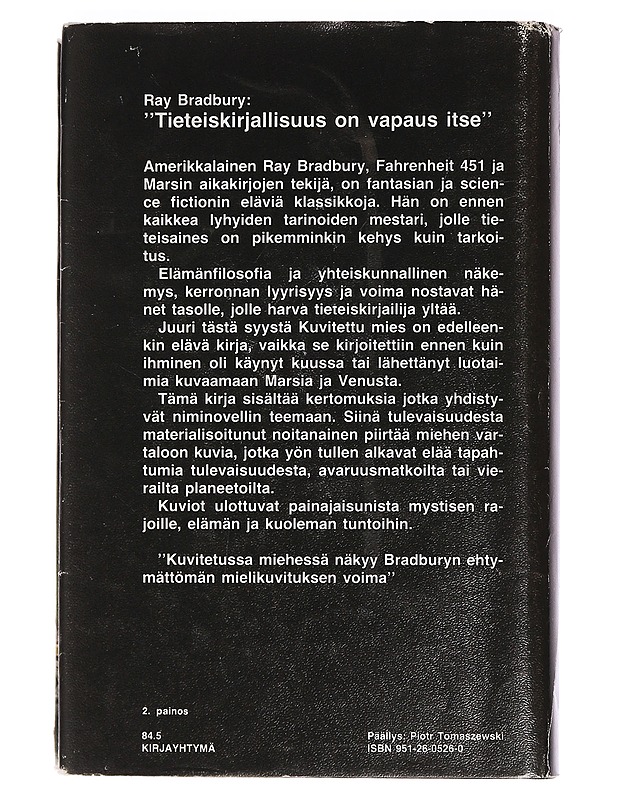 Ray Bradbury:
"Tieteiskirjallisuus on vapaus itse"
Amerikkalainen Ray Bradbury, Fahrenheit 451 ja
Marsin aikakirjojen tekijä, on fantasian ja scien-
ce fictionin eläviä klassikkoja. Hän on ennen
kaikkea lyhyiden tarinoiden mestari, jolle tie-
teisaines on pikemminkin kehys kuin tarkoi-
tus.
Elämänfilosofia ja yhteiskunnallinen näke-
mys, kerronnan lyyrisyys ja voima nostavat hä-
net tasolle, jolle harva tieteiskirjailija yltää.
Juuri tästä syystä Kuvitettu mies on edelleen-
kin elävä kirja, vaikka se kirjoitettiin ennen kuin
ihminen oli käynyt kuussa tai lähettänyt luotai-
mia kuvaamaan Marsia ja Venusta.
Tämä kirja sisältää kertomuksia jotka yhdisty-
vät niminovellin teemaan. Siinä tulevaisuudesta
materialisoitunut noitanainen piirtää miehen var-
taloon kuvia, jotka yön tullen alkavat elää tapah-
tumia tulevaisuudesta, avaruusmatkoilta tai vie-
railta planeetoilta.
Kuviot ulottuvat painajaisunista mystisen ra-
joille, elämän ja kuoleman tuntoihin.
"Kuvitetussa miehessä näkyy Bradburyn ehty-
mättömän mielikuvituksen voima"
2. painos
84.5
KIRJAYHTYMÄ
Päällys: Piotr Tomaszewski
ISBN 951-26-0526-0